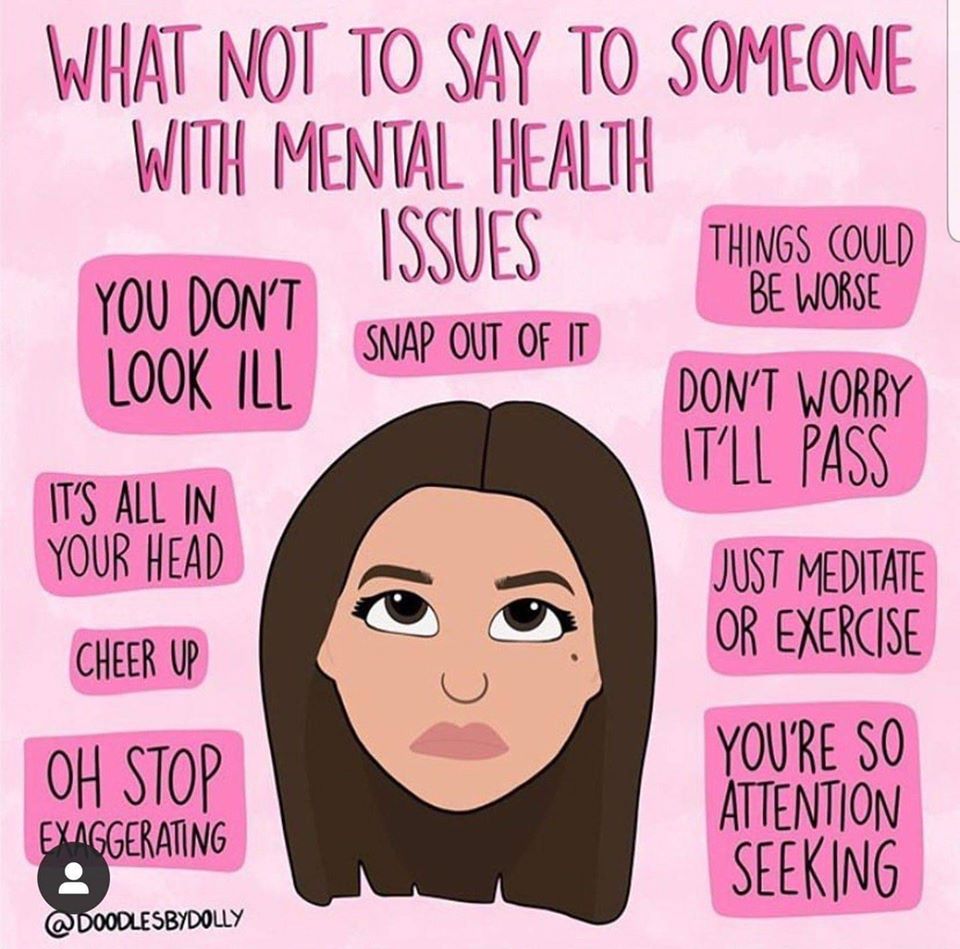 WHAT NOT TO SAY TO SOMEONE
WITH MENTAL HEALTH
ISSUES
YOU DON'T
LOOK ILL
SNAP OUT OF IT
THINGS COULD
BE WORSE
DON'T WORRY
IT'LL PASS
IT'S ALL IN
YOUR HEAD
JUST MEDITATE
OR EXERCISE
CHEER UP
OH STOP
EXAGGERATING
YOU'RE SO
ATTENTION
SEEKING
@DOODLESBYDOLLY